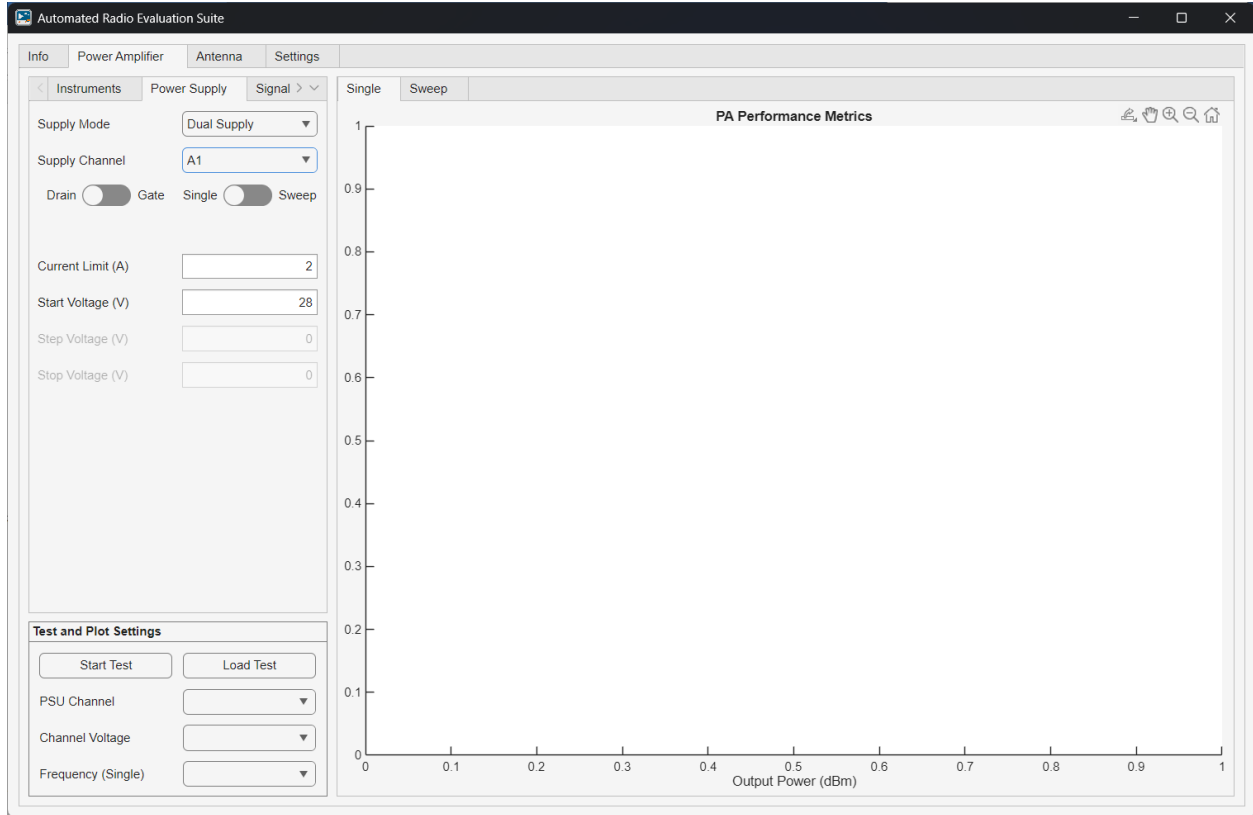 Automated Radio Evaluation Suite
Info Power Amplifier Antenna Settings
Instruments Power Supply Signal
Supply Mode Dual Supply
Supply Channel A1
Drain Gate Single Sweep
Current Limit (A) 2
Start Voltage (V) 28
Step Voltage (V) 0
Stop Voltage (V) 0
Test and Plot Settings
Start Test Load Test
PSU Channel
Channel Voltage
Frequency (Single)
Single Sweep
PA Performance Metrics
1
0.9
0.8
0.7
0.6
0.5
0.4
0.3
0.2
0.1
0
0 0.1 0.2 0.3 0.4 0.5 0.6 0.7 0.8 0.9 1
Output Power (dBm)